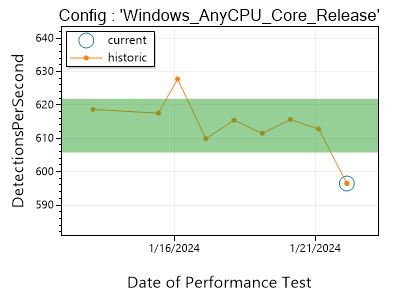 Config : 'Windows_AnyCPU_Core_Release'
current
historic
DetectionsPerSecond
640
630
620
610
600
590
1/16/2024
1/21/2024
Date of Performance Test